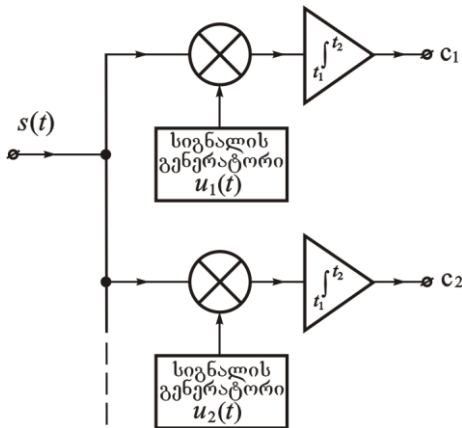 ∫ t₁ t₂
c₁
s(t)
სიგნალის
გენერატორი
u₁(t)
∫ t₁ t₂
c₂
სიგნალის
გენერატორი
u₂(t)